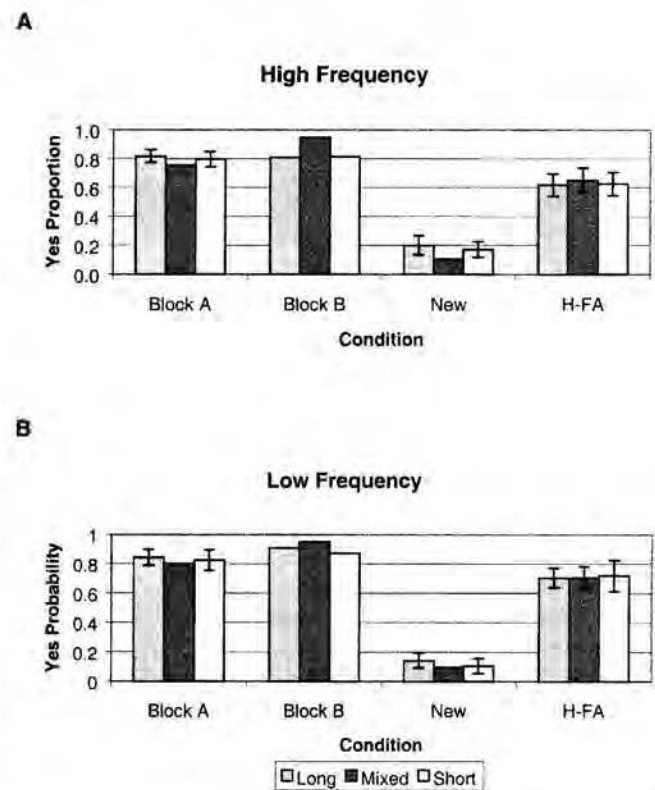 A
High Frequency
Yes Proportion
1.0
0.8
0.6
0.4
0.2
0.0
Block A Block B New H-FA
Condition
B
Low Frequency
Yes Probability
1
0.8
0.6
0.4
0.2
0
Block A Block B New H-FA
Condition
Long Mixed Short